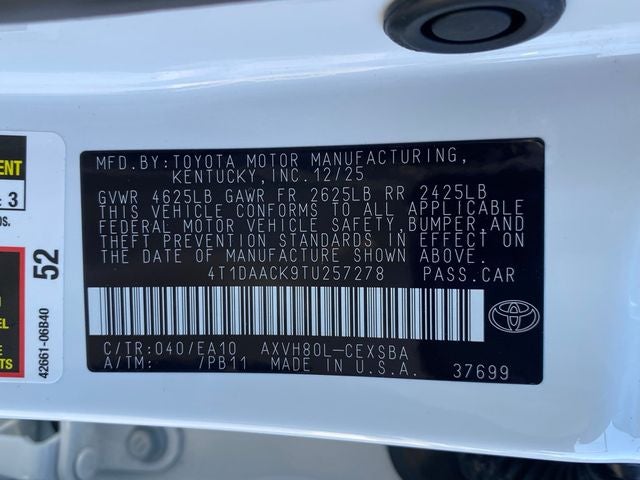 MFD.BY:TOYOTA MOTOR MANUFACTURING,
KENTUCKY,INC.12/25
GVWR 4625LB GAWR FR 2625LB RR 2425LB
THIS VEHICLE CONFORMS TO ALL APPLICABLE
FEDERAL MOTOR VEHICLE SAFETY,BUMPER,AND
THEFT PREVENTION STANDARDS IN EFFECT ON
THE DATE OF MANUFACTURE SHOWN ABOVE.
4T1DAACK9TU257278 PASS.CAR
C/TR:040/EA10 AXVH80L-CEXSBA
A/TM: /PB11 MADE IN U.S.A. 37699
3
52
42661-06B40